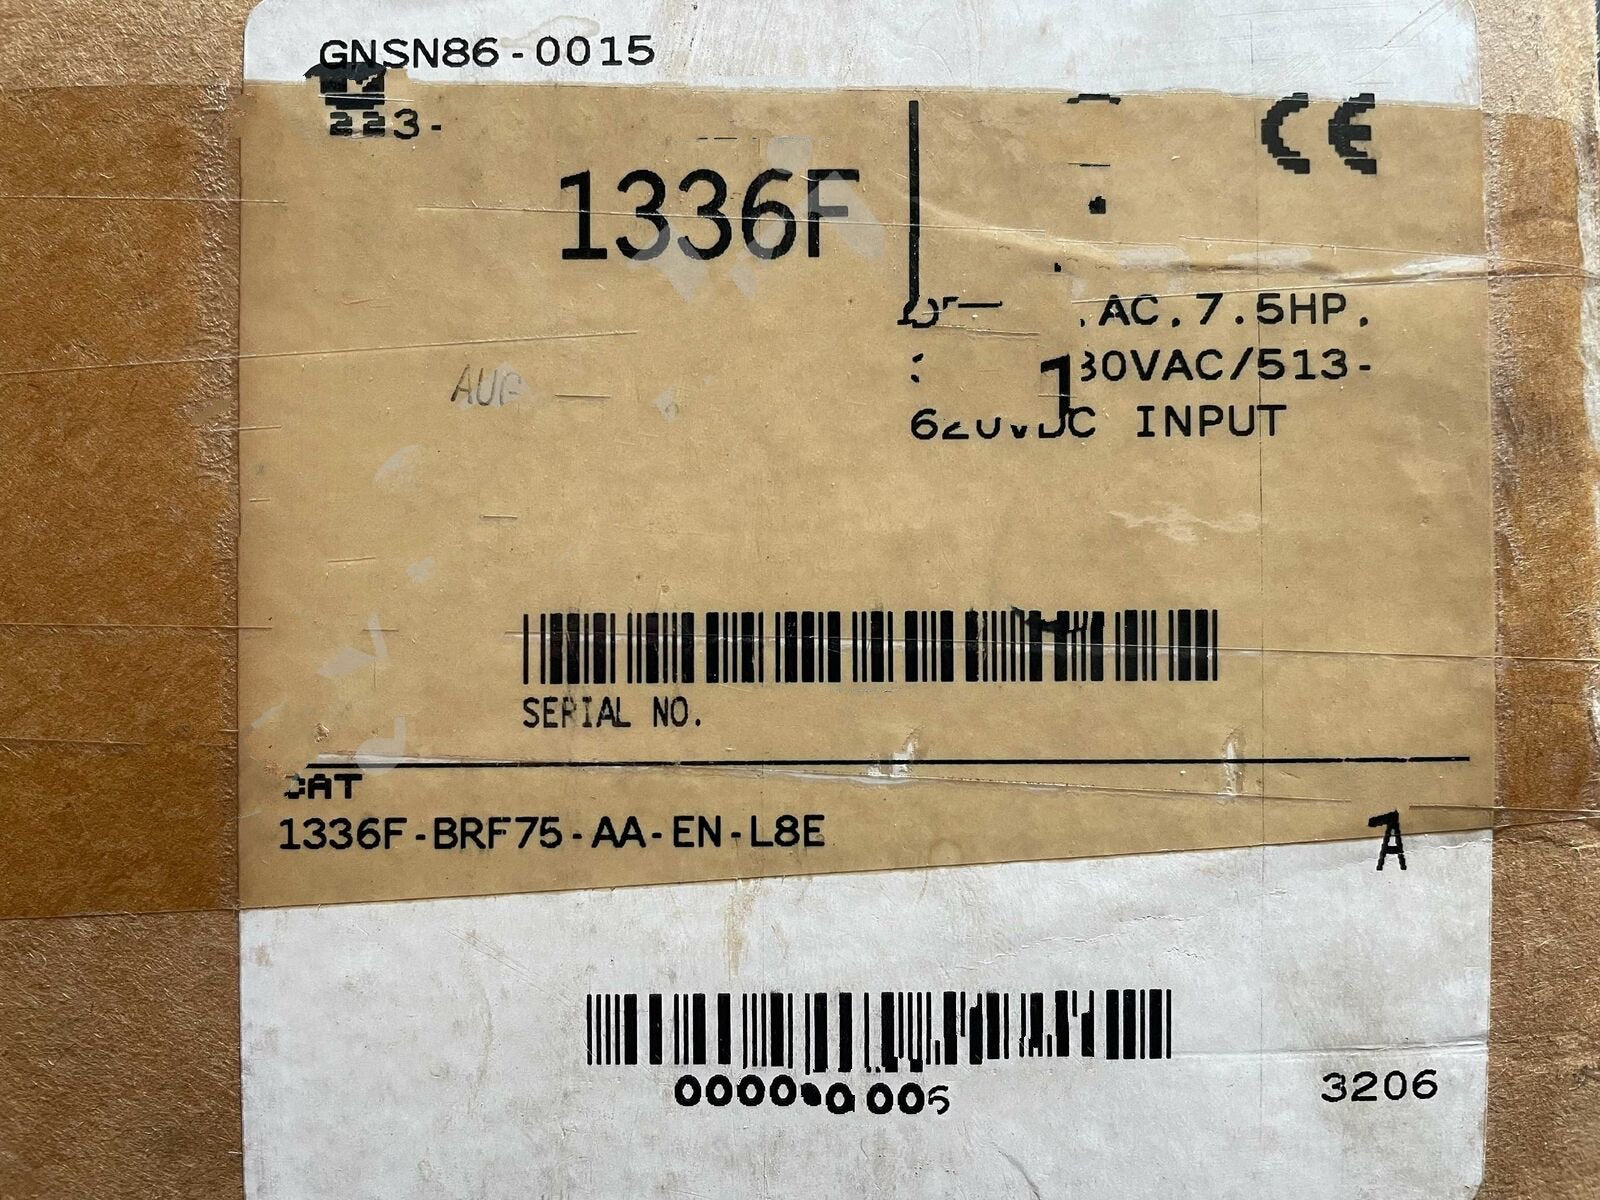 GNSN86-0015
223-
CE
1336F
AC, 7.5HP,
30VAC/513-
INPUT
AUG
SERIAL NO.
CAT
1336F-BRF75-AA-EN-L8E
A
3206